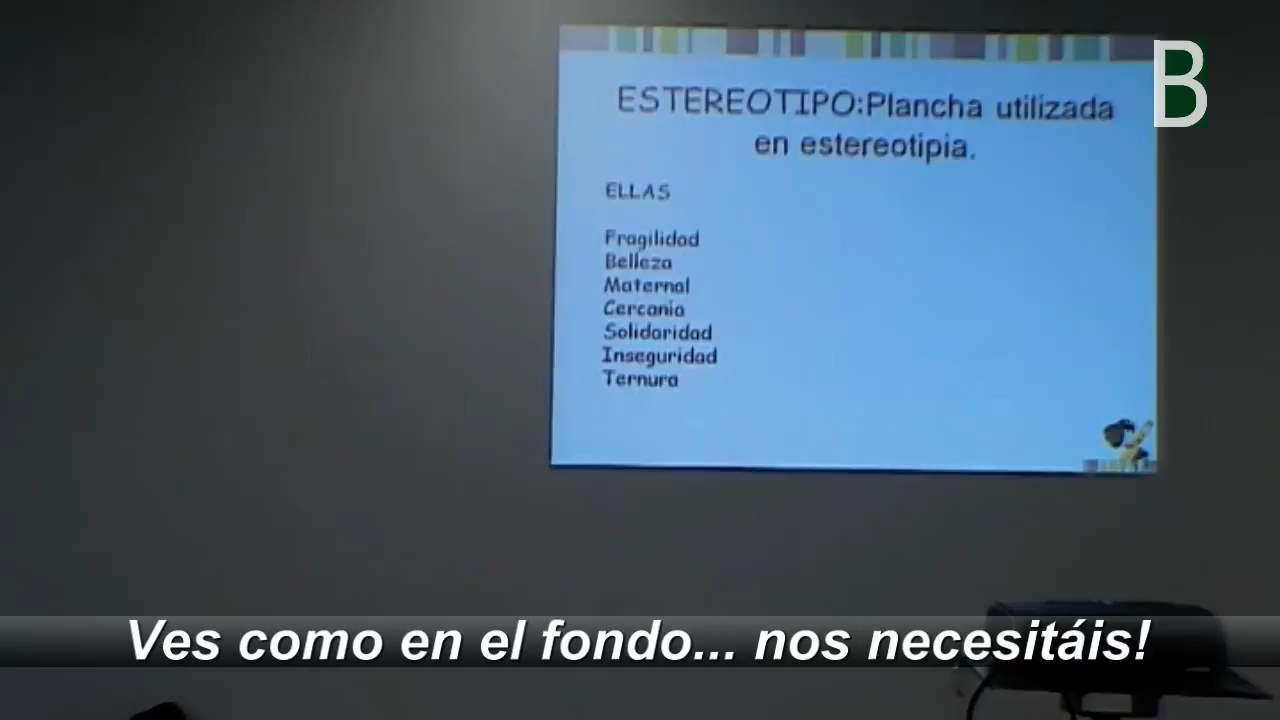 B
ESTEREOTIPO:Plancha utilizada
en estereotipia.
ELLAS
Fragilidad
Belleza
Maternal
Cercania
Solidaridad
Inseguridad
Ternura
Ves como en el fondo... nos necesitáis!